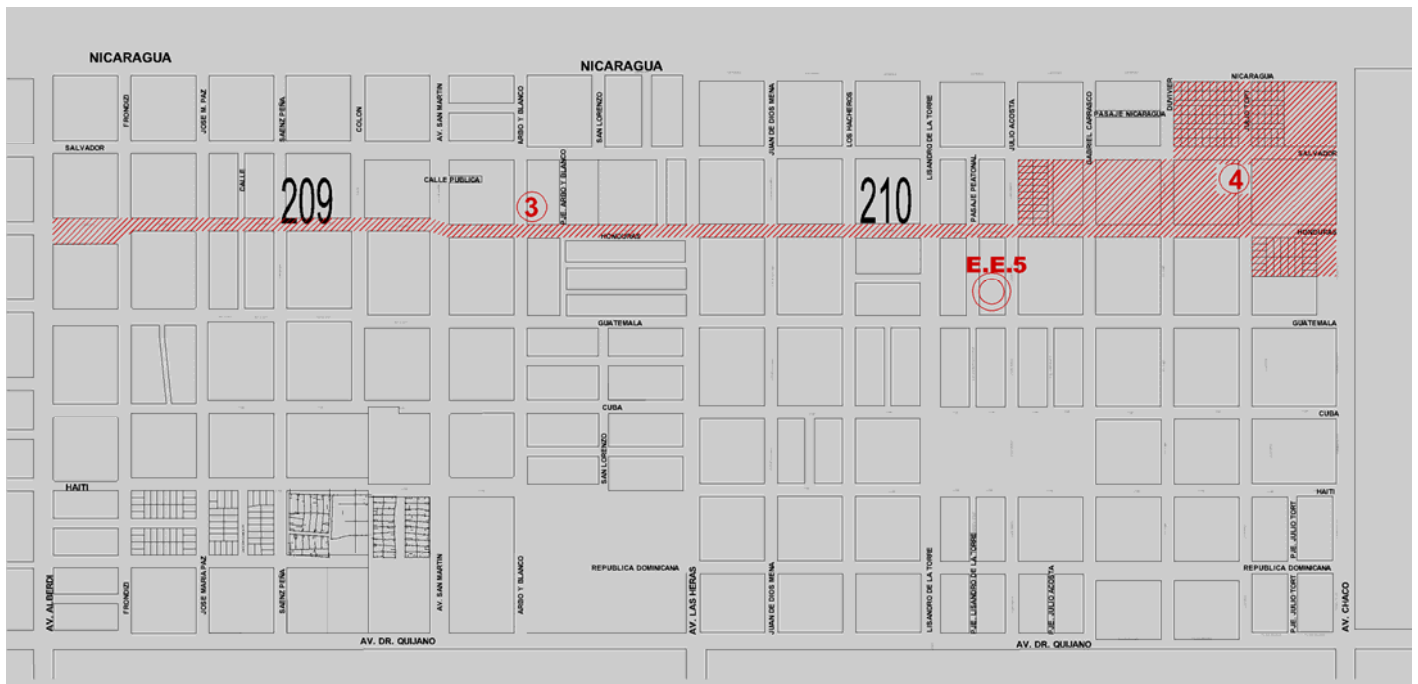 NICARAGUA
NICARAGUA
NICARAGUA
FRONDIZI
JOSE M. PAZ
SAENZ PEÑA
COLON
AV. SAN MARTIN
ARBO Y BLANCO
SAN LORENZO
JUAN DE DIOS MENA
LOS HACHEROS
LISANDRO DE LA TORRE
JULIO ACOSTA
GABRIEL CARRASCO
PASAJE NICARAGUA
DUVIVIER
JULIO TORT
SALVADOR
SALVADOR
CALLE
209
CALLE PUBLICA
3
PJE. ARBO Y BLANCO
210
PASAJE PEATONAL
4
HONDURAS
HONDURAS
E.E.5
GUATEMALA
GUATEMALA
CUBA
CUBA
SAN LORENZO
HAITI
HAITI
PJE. JULIO TORT
REPUBLICA DOMINICANA
REPUBLICA DOMINICANA
AV. ALBERDI
FRONDIZI
JOSE MARIA PAZ
SAENZ PEÑA
AV. SAN MARTIN
ARBO Y BLANCO
AV. LAS HERAS
JUAN DE DIOS MENA
LISANDRO DE LA TORRE
PJE. LISANDRO DE LA TORRE
PJE. JULIO ACOSTA
PJE. JULIO TORT
AV. CHACO
AV. DR. QUIJANO
AV. DR. QUIJANO